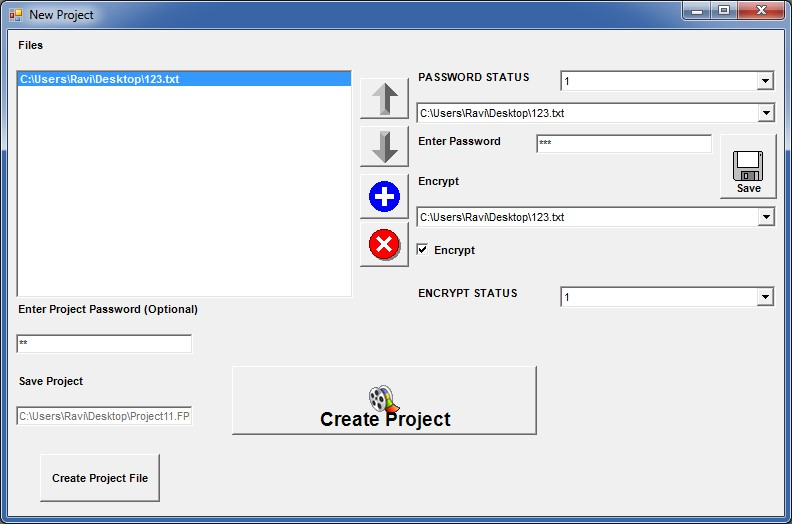 New Project
Files
C:\Users\Ravi\Desktop\123.txt
PASSWORD STATUS
1
C:\Users\Ravi\Desktop\123.txt
Enter Password
***
Save
Encrypt
C:\Users\Ravi\Desktop\123.txt
Encrypt
ENCRYPT STATUS
1
Enter Project Password (Optional)
**
Save Project
C:\Users\Ravi\Desktop\Project11.FP
Create Project
Create Project File